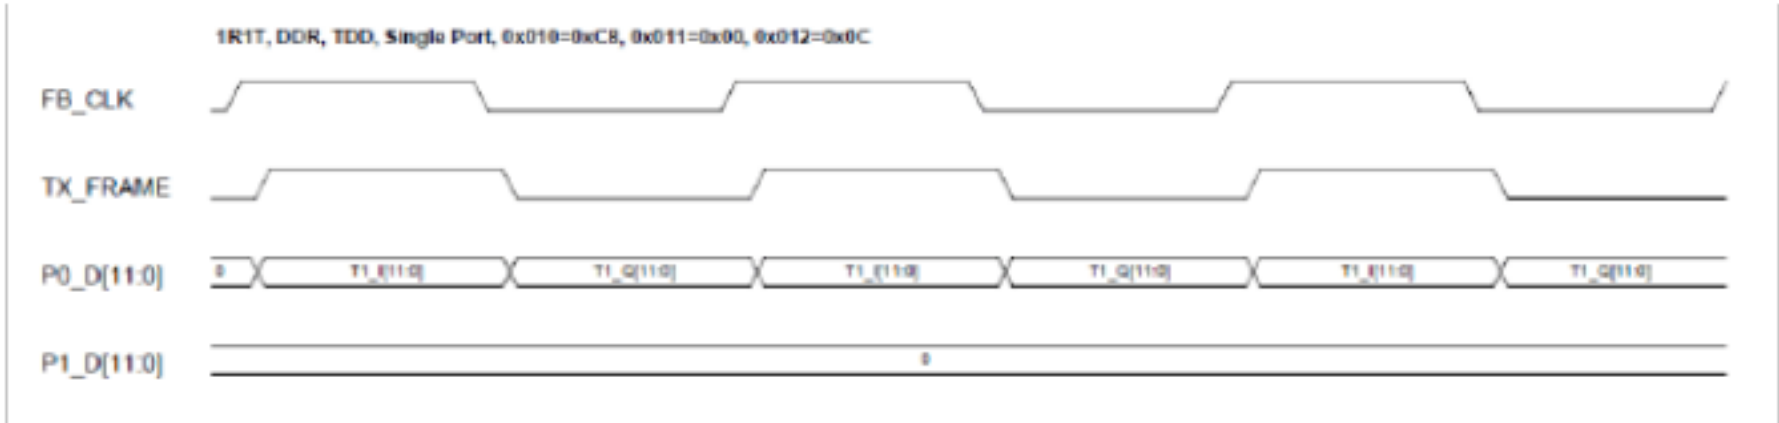 1R1T, DDR, TDD, Single Port, 0x010=0xC8, 0x011=0x00, 0x012=0x0C
FB_CLK
TX_FRAME
P0_D[11:0] 0 T1_I[11:0] T1_Q[11:0] T1_I[11:0] T1_Q[11:0] T1_I[11:0] T1_Q[11:0]
P1_D[11:0] 0